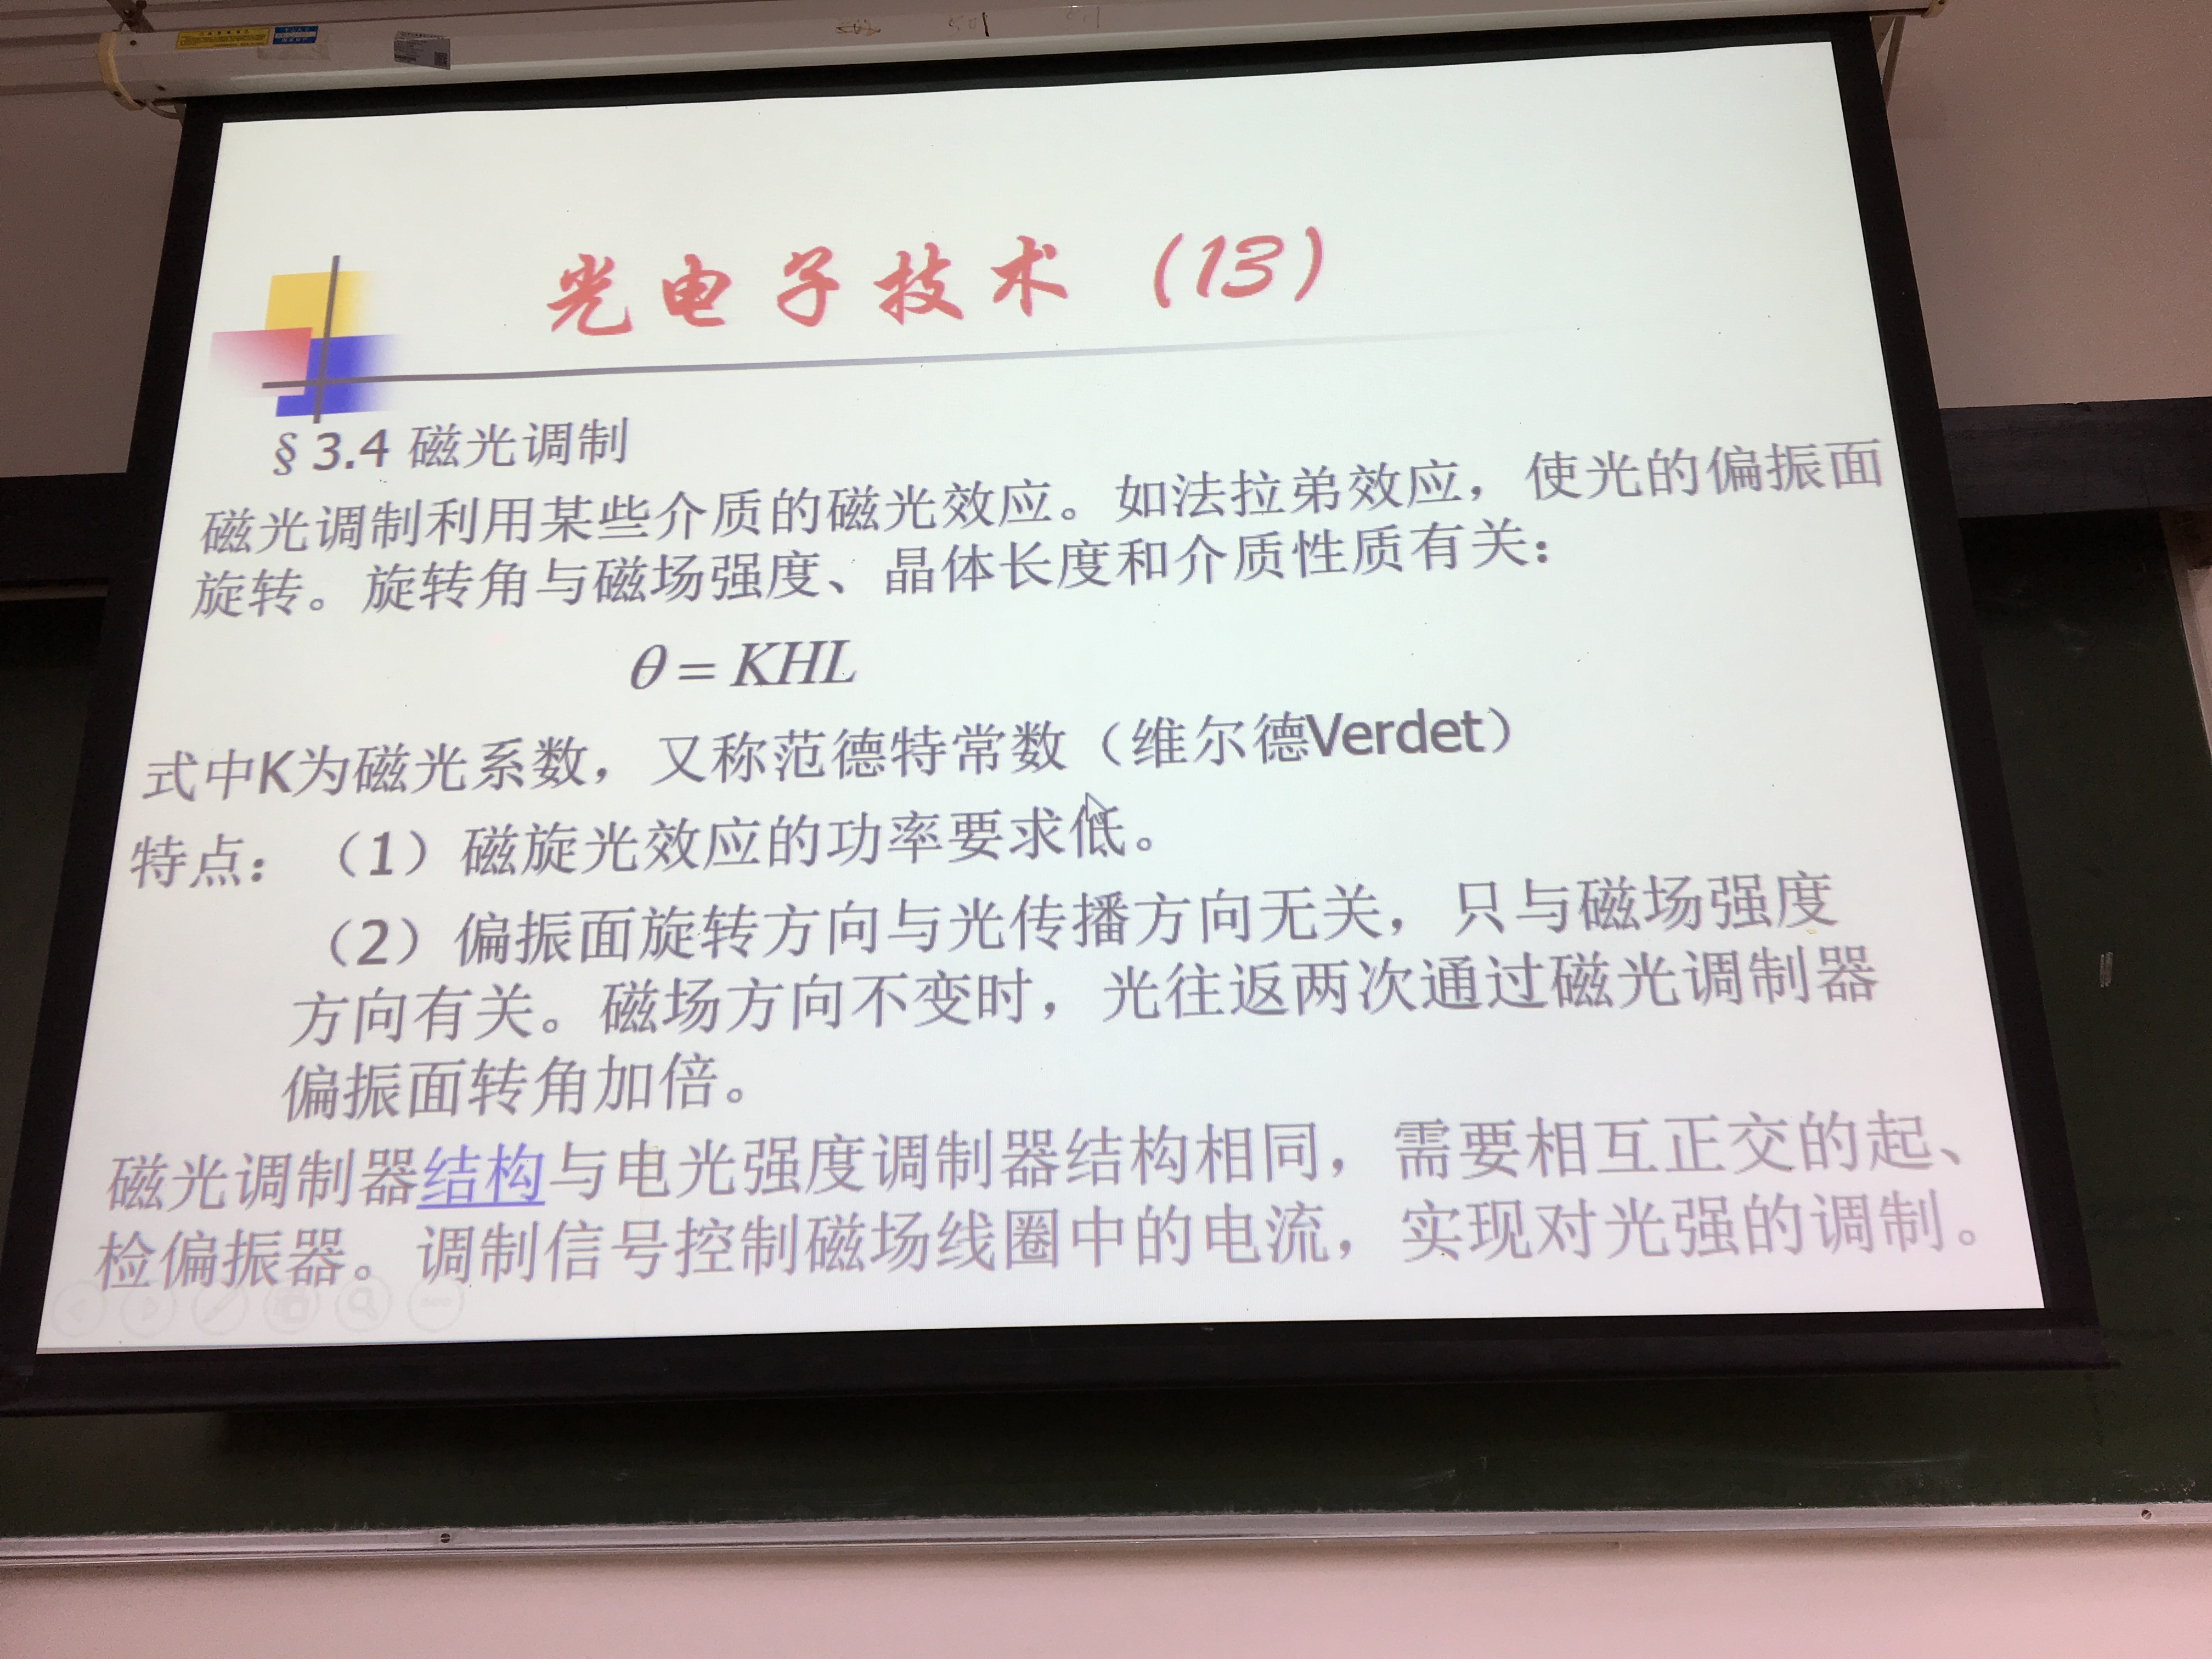 光电子技术（13）
§3.4 磁光调制
磁光调制利用某些介质的磁光效应。如法拉弟效应，使光的偏振面
旋转。旋转角与磁场强度、晶体长度和介质性质有关：
θ = KHL
式中K为磁光系数，又称范德特常数（维尔德Verdet）
特点：（1）磁旋光效应的功率要求低。
（2）偏振面旋转方向与光传播方向无关，只与磁场强度
方向有关。磁场方向不变时，光往返两次通过磁光调制器
偏振面转角加倍。
磁光调制器结构与电光强度调制器结构相同，需要相互正交的起、
检偏振器。调制信号控制磁场线圈中的电流，实现对光强的调制。